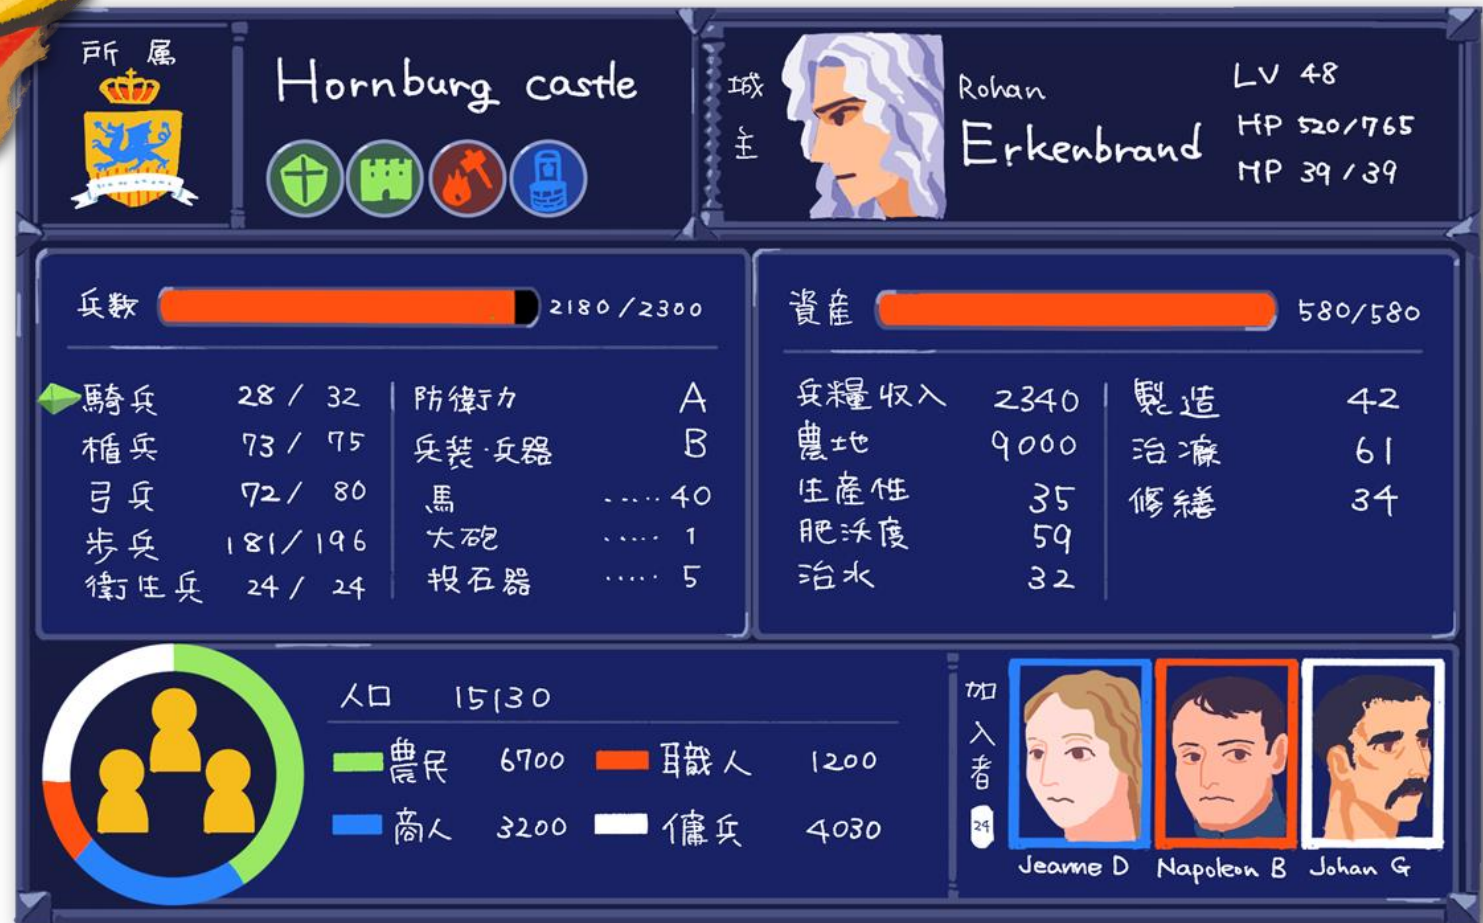 所属
Hornburg castle
城主
Rohan
Erkenbrand
LV 48
HP 520/765
MP 39/39
兵数 2180/2300
騎兵 28/32
楯兵 73/75
弓兵 72/80
歩兵 181/196
衛生兵 24/24
防衛力 A
兵装・兵器 B
馬 ..... 40
大砲 ..... 1
投石器 ..... 5
資産 580/580
兵糧収入 2340
農地 9000
生産性 35
肥沃度 59
治水 32
製造 42
治療 61
修繕 34
人口 15130
農民 6700
職人 1200
商人 3200
傭兵 4030
加入者
24
Jeanne D
Napoleon B
Johan G